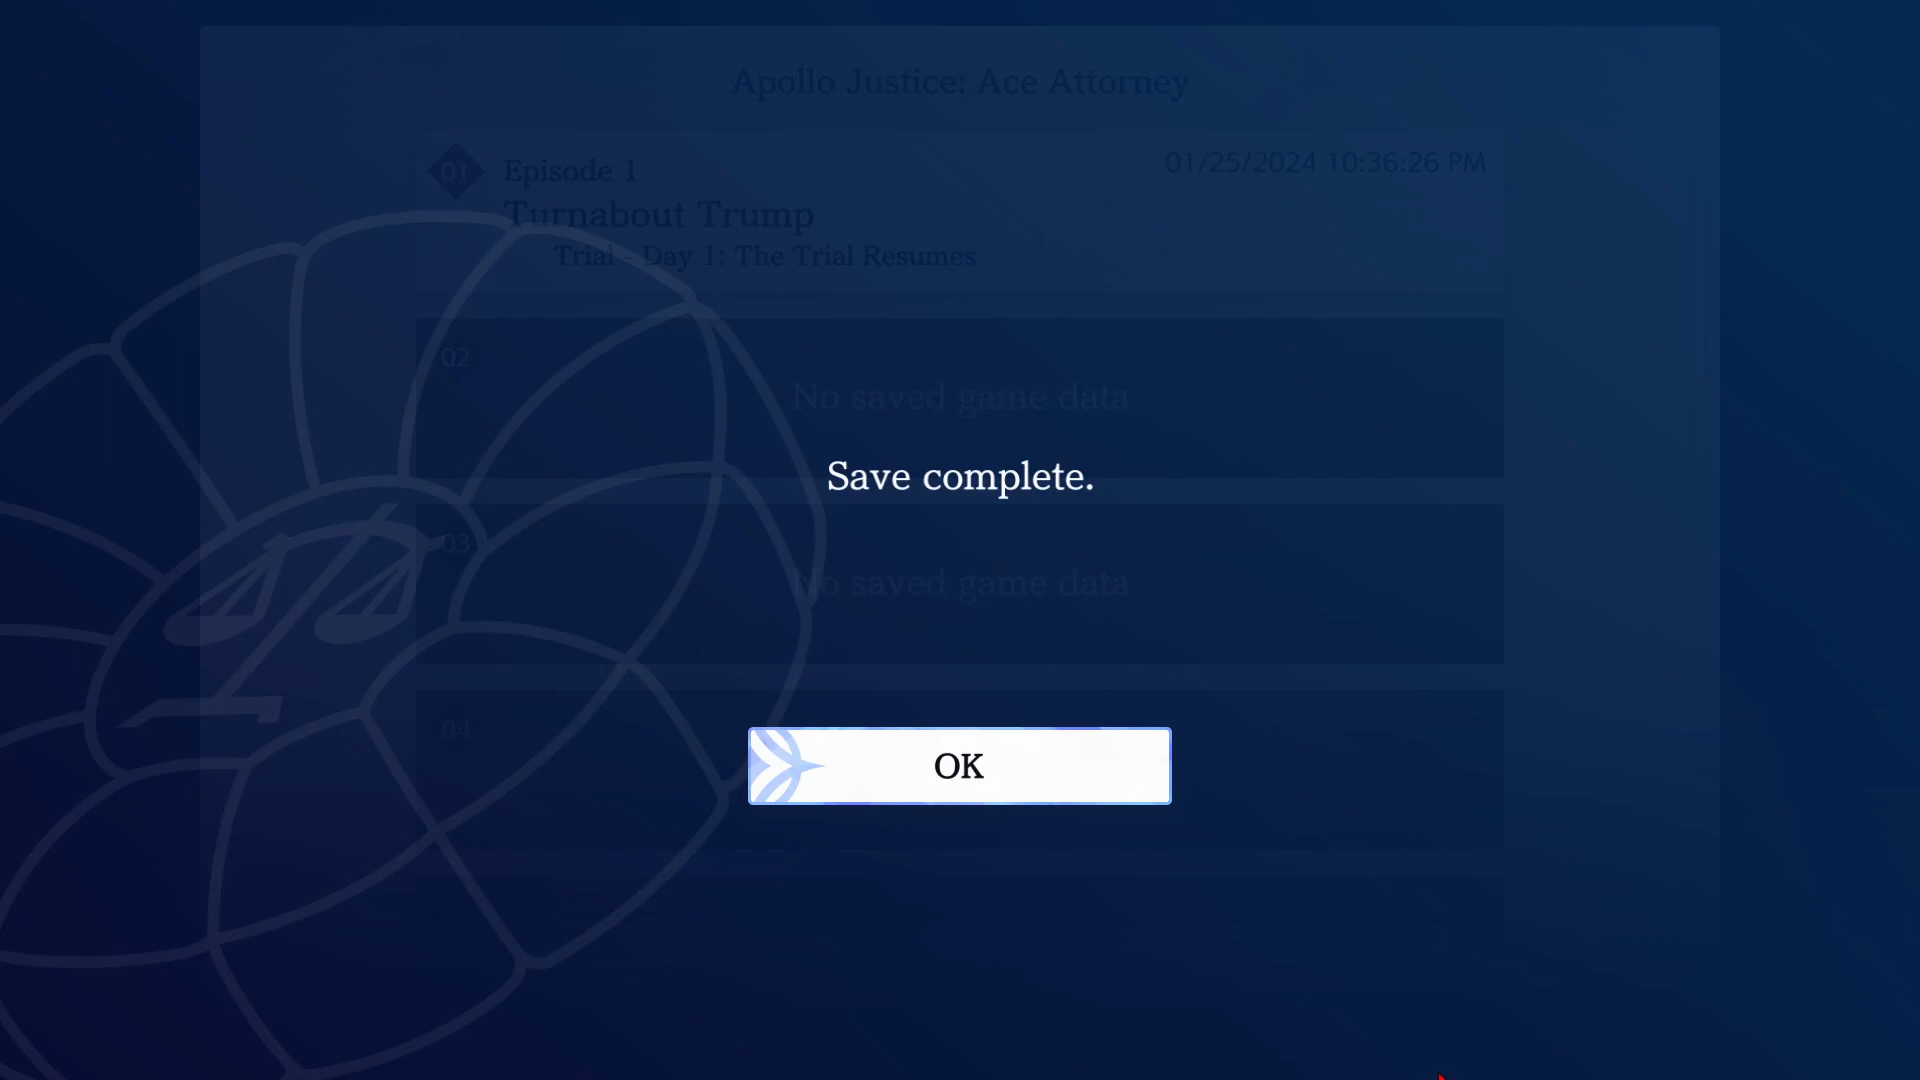 Apollo Justice: Ace Attorney
01
Episode 1
01/25/2024 10:36:26 PM
Turnabout Trump
Trial - Day 1: The Trial Resumes
02
No saved game data
Save complete.
03
No saved game data
04
OK